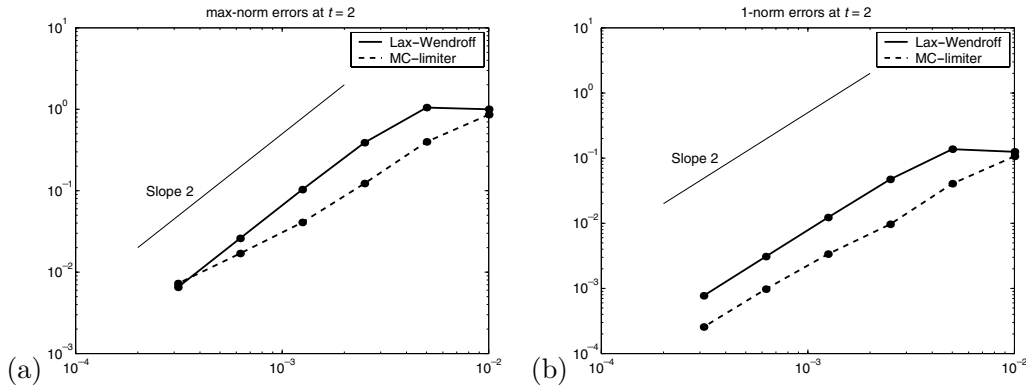 max-norm errors at t = 2
10^1
Lax-Wendroff
MC-limiter
10^0
Slope 2
10^-1
10^-2
10^-3
10^-4
10^-3
10^-2
(a)
1-norm errors at t = 2
10^1
Lax-Wendroff
MC-limiter
10^0
Slope 2
10^-1
10^-2
10^-3
10^-4
10^-4
10^-3
10^-2
(b)